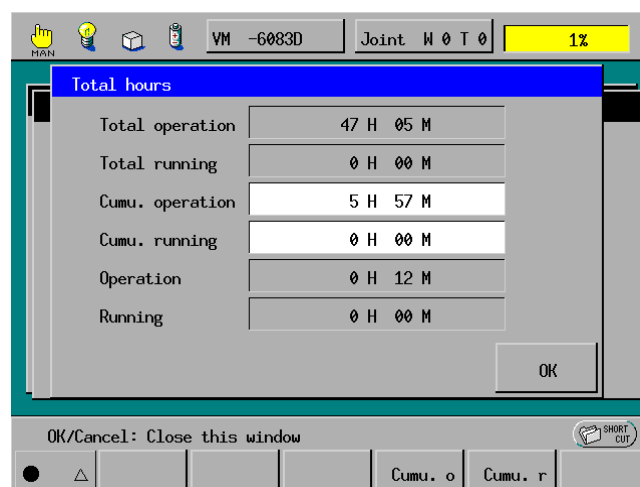 MAN VM -6083D Joint W 0 T 0 1%
Total hours
Total operation 47 H 05 M
Total running 0 H 00 M
Cumu. operation 5 H 57 M
Cumu. running 0 H 00 M
Operation 0 H 12 M
Running 0 H 00 M
OK
OK/Cancel: Close this window
SHORT
CUT
Cumu. o Cumu. r